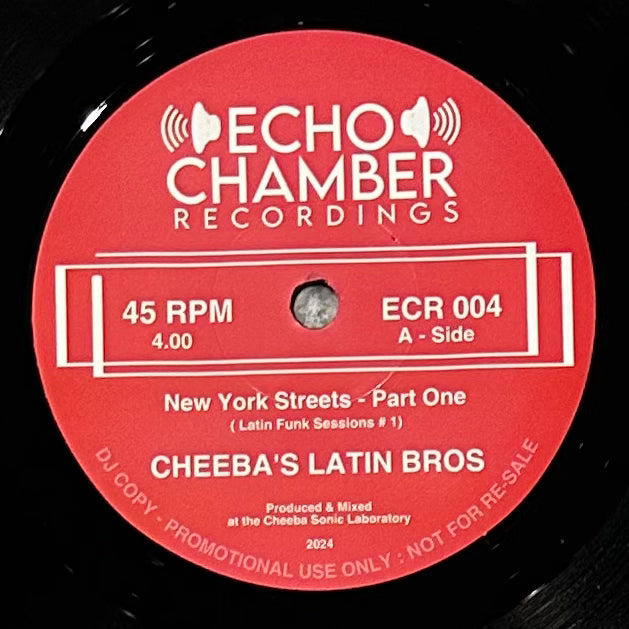 ECHO
CHAMBER
RECORDINGS
45 RPM
4.00
ECR 004
A - Side
New York Streets - Part One
( Latin Funk Sessions # 1)
CHEEBA'S LATIN BROS
Produced & Mixed
at the Cheeba Sonic Laboratory
2024
DJ COPY - PROMOTIONAL USE ONLY : NOT FOR RE-SALE